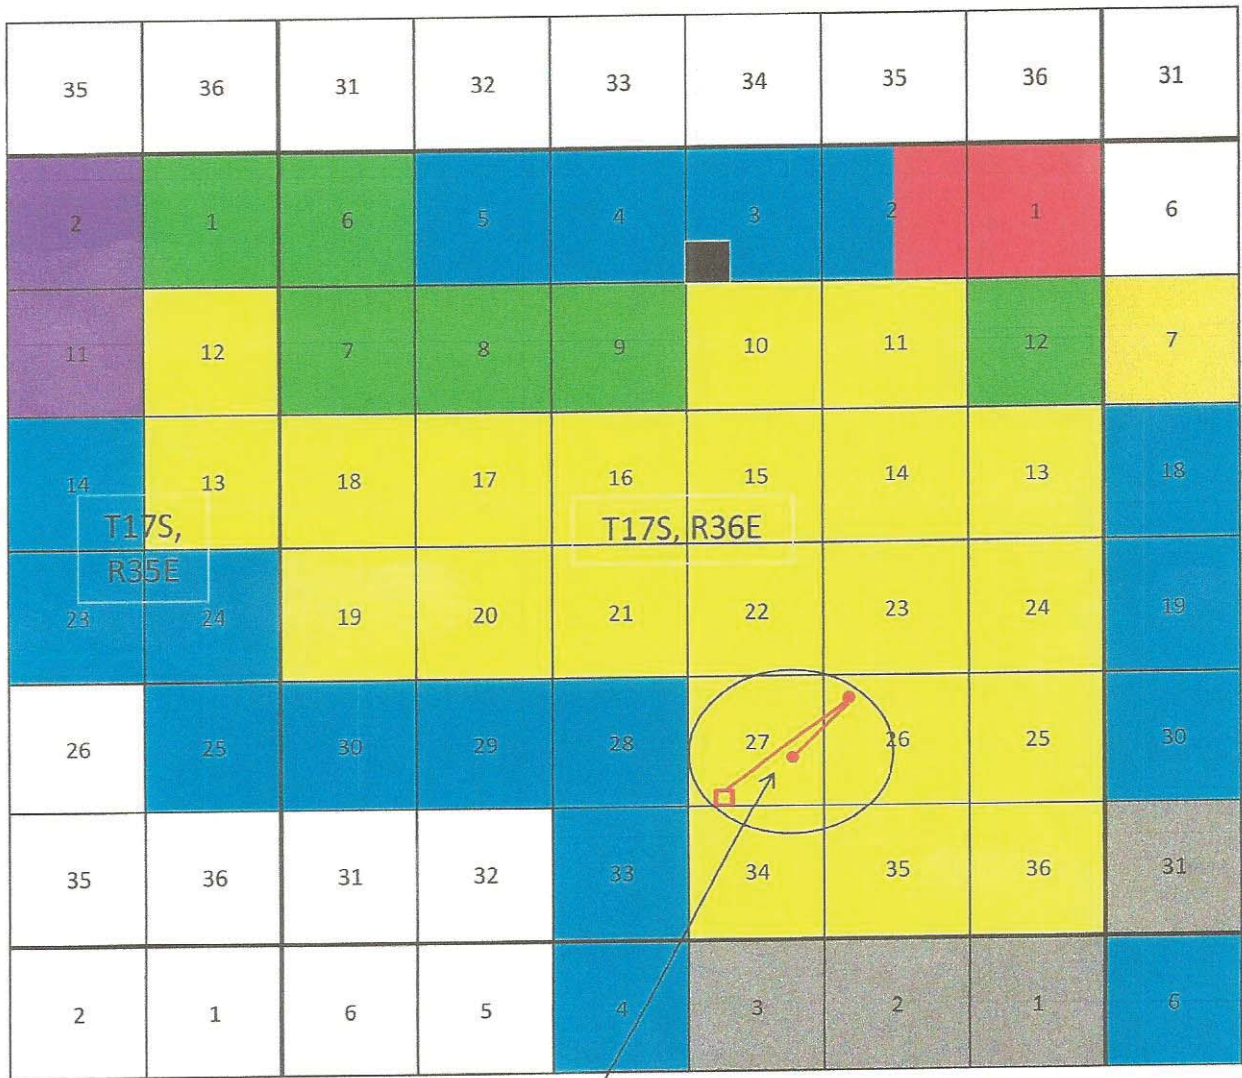 35 36 31 32 33 34 35 36 31
2 1 6 5 4 3 2 1 6
11 12 7 8 9 10 11 12 7
14 13 18 17 16 15 14 13 18
T17S,
R35E
T17S, R36E
23 24 19 20 21 22 23 24 19
26 25 30 29 28 27 26 25 30
35 36 31 32 33 34 35 36 31
2 1 6 5 4 3 2 1 6